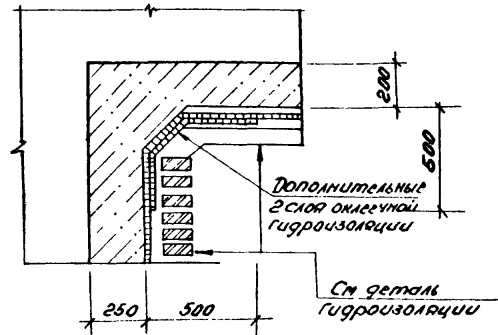 200
500
Дополнительные
2 слоя оклеечной
гидроизоляции
См деталь
гидроизоляции
250
500